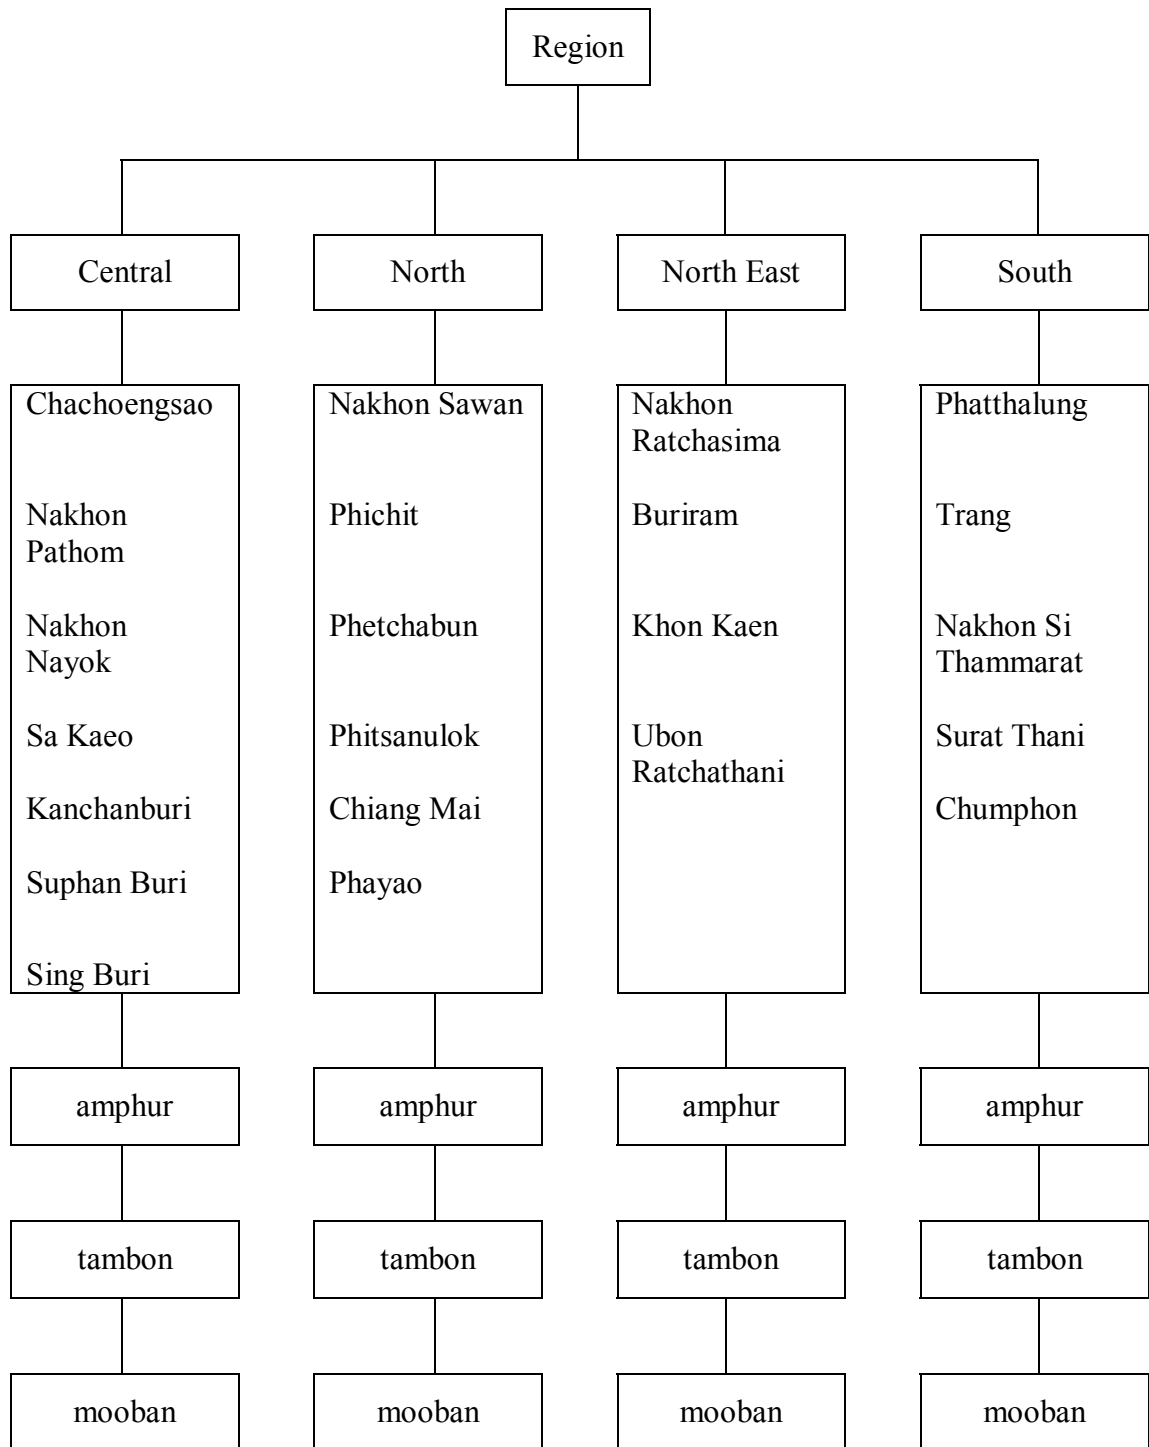 Region
Central
North
North East
South
Chachoengsao
Nakhon
Pathom
Nakhon
Nayok
Sa Kaeo
Kanchanburi
Suphan Buri
Sing Buri
Nakhon Sawan
Phichit
Phetchabun
Phitsanulok
Chiang Mai
Phayao
Nakhon
Ratchasima
Buriram
Khon Kaen
Ubon
Ratchathani
Phatthalung
Trang
Nakhon Si
Thammarat
Surat Thani
Chumphon
amphur
amphur
amphur
amphur
tambon
tambon
tambon
tambon
mooban
mooban
mooban
mooban